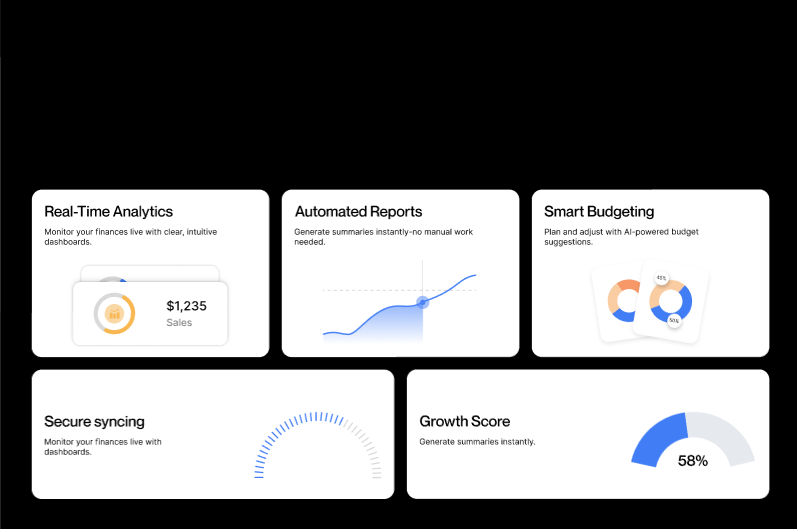 Real-Time Analytics
Monitor your finances live with clear, intuitive
dashboards.
$1,235
Sales
Automated Reports
Generate summaries instantly-no manual work
needed.
Smart Budgeting
Plan and adjust with AI-powered budget
suggestions.
Secure syncing
Monitor your finances live with
dashboards.
Growth Score
Generate summaries instantly.
58%